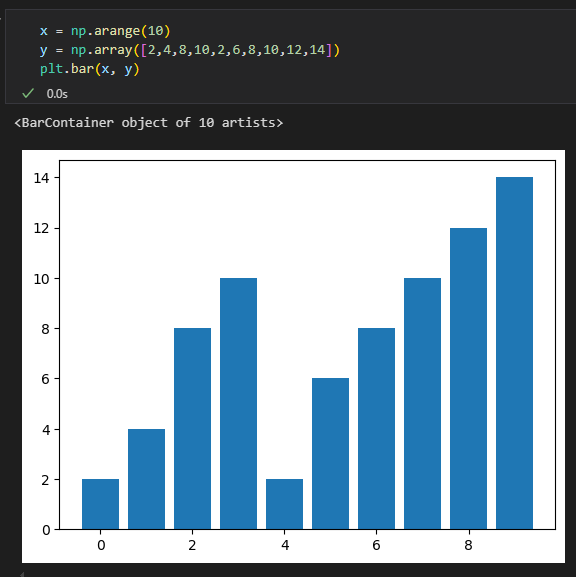 x = np.arange(10)
y = np.array([2,4,8,10,2,6,8,10,12,14])
plt.bar(x, y)
0.0s
<BarContainer object of 10 artists>
14
12
10
8
6
4
2
0
0 2 4 6 8